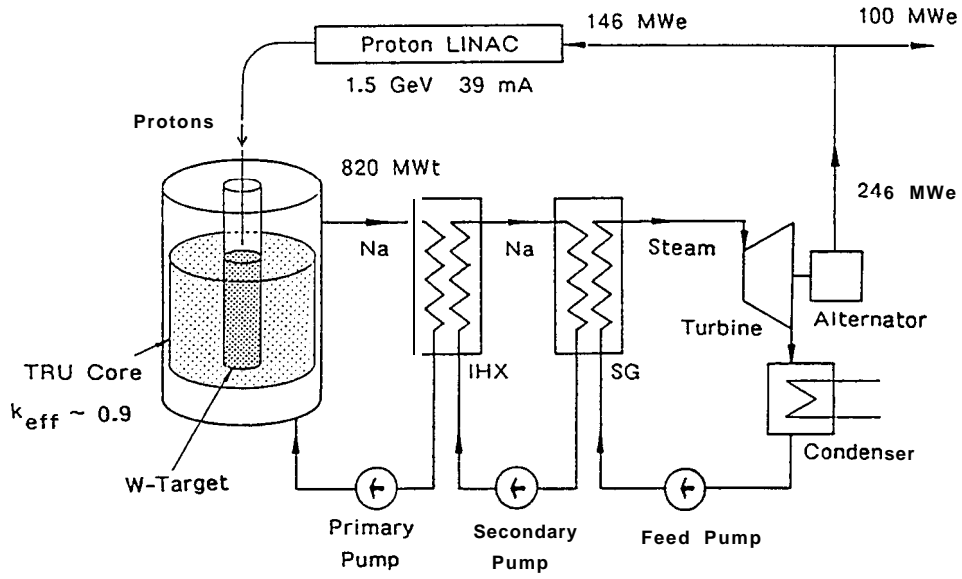 146 MWe
100 MWe
Proton LINAC
1.5 GeV 39 mA
Protons
820 MWt
246 MWe
Na
Na
Steam
Turbine
Alternator
IHX
SG
TRU Core
k_eff ~ 0.9
Condenser
W-Target
Primary
Pump
Secondary
Pump
Feed Pump